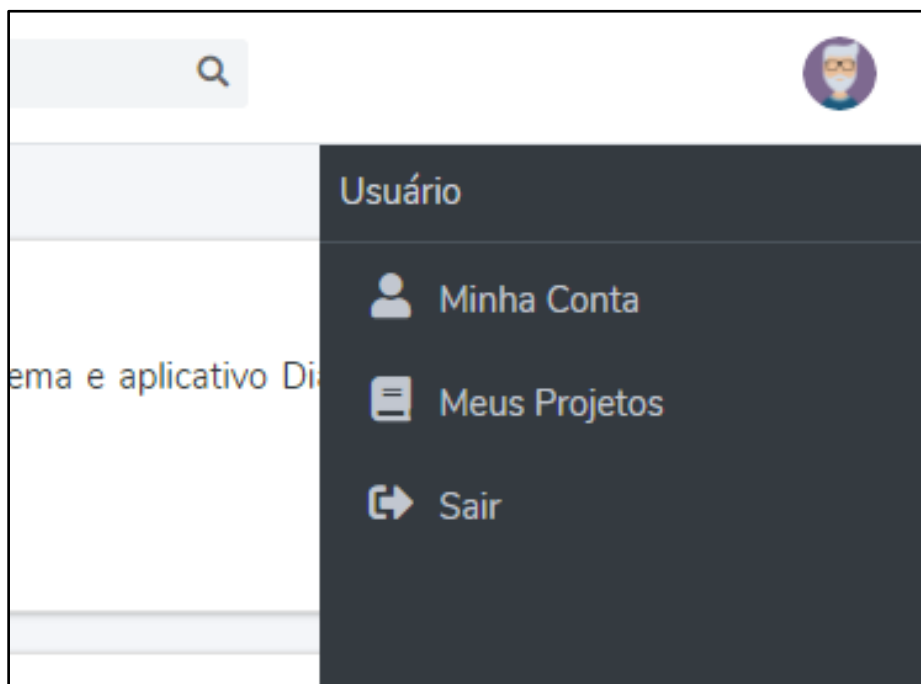 Usuário
Minha Conta
ema e aplicativo Di
Meus Projetos
Sair